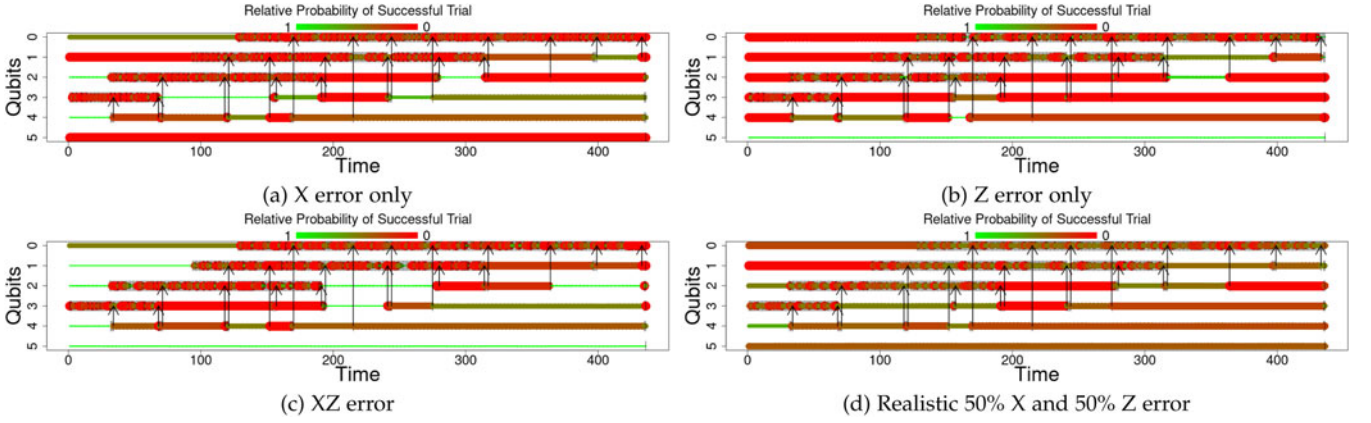 Relative Probability of Successful Trial
1 0
Qubits
0
1
2
3
4
5
0 100 200 300 400
Time
(a) X error only
Relative Probability of Successful Trial
1 0
Qubits
0
1
2
3
4
5
0 100 200 300 400
Time
(b) Z error only
Relative Probability of Successful Trial
1 0
Qubits
0
1
2
3
4
5
0 100 200 300 400
Time
(c) XZ error
Relative Probability of Successful Trial
1 0
Qubits
0
1
2
3
4
5
0 100 200 300 400
Time
(d) Realistic 50% X and 50% Z error